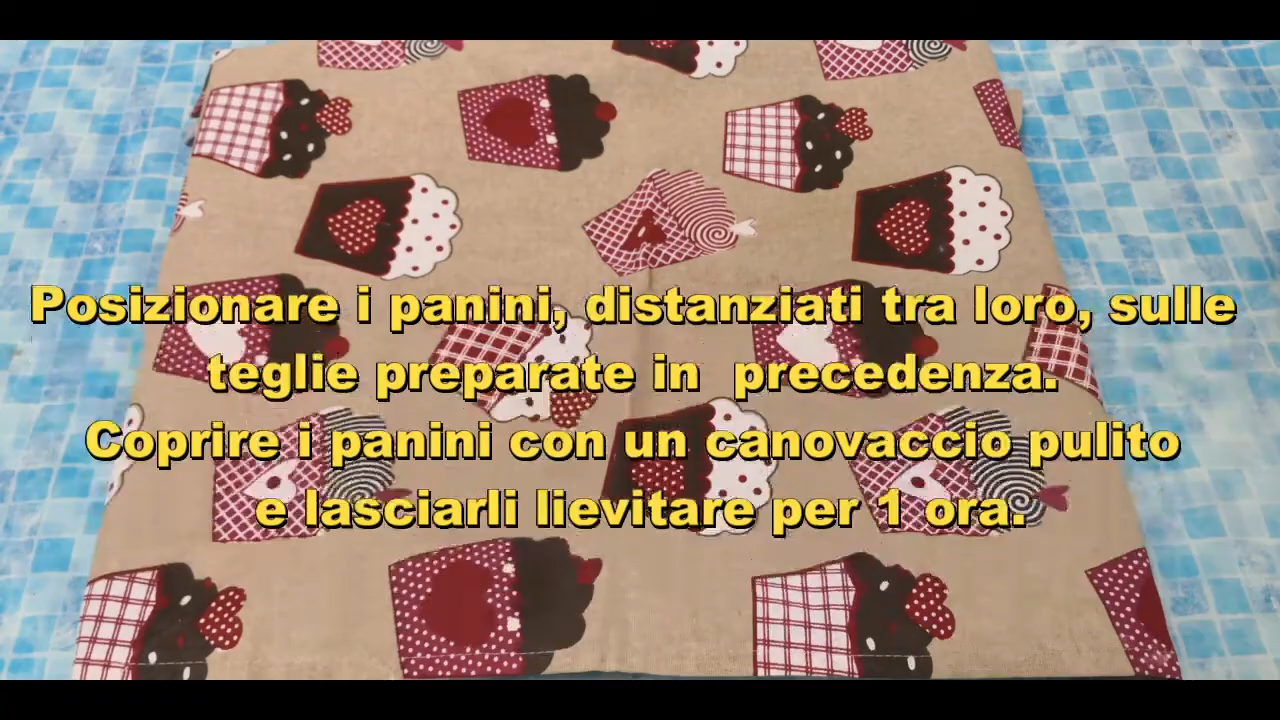 Posizionare i panini, distanziati tra loro, sulle
teglie preparate in  precedenza.
Coprire i panini con un canovaccio pulito
e lasciarli lievitare per 1 ora.